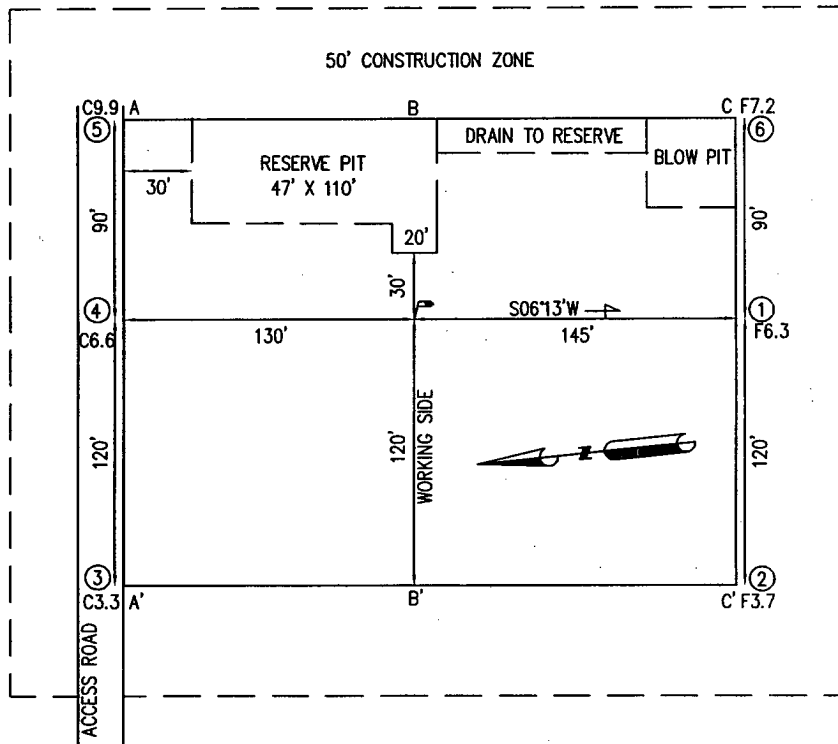 50' CONSTRUCTION ZONE
C9.9 A B C F7.2
5 6
DRAIN TO RESERVE
BLOW PIT
RESERVE PIT
47' X 110'
30'
90'
90'
20'
30'
4 S06°13'W 1
C6.6 130' 145' F6.3
120'
120'
WORKING SIDE
120'
N
3 2
C3.3 A' B' C' F3.7
ACCESS ROAD